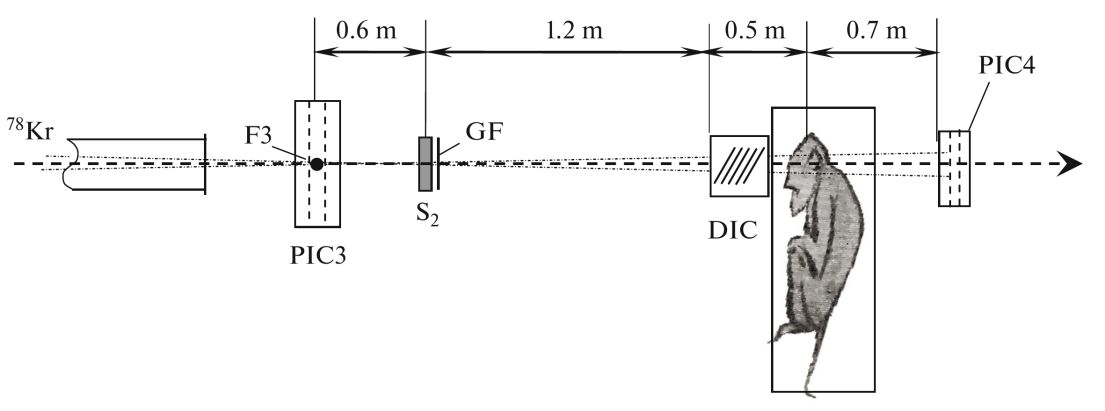 0.6 m 1.2 m 0.5 m 0.7 m
PIC4
⁷⁸Kr F3 GF
S₂
DIC
PIC3